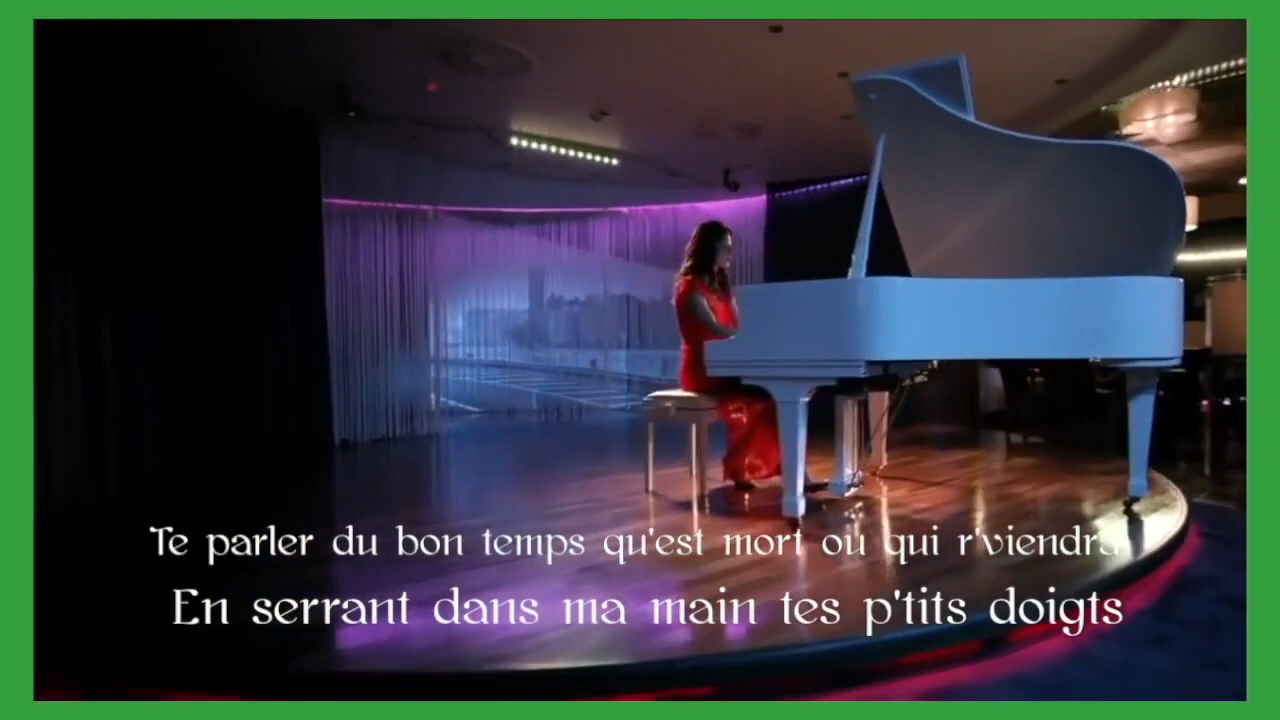 Te parler du bon temps qu'est mort ou qui r'viendra
En serrant dans ma main tes p'tits doigts